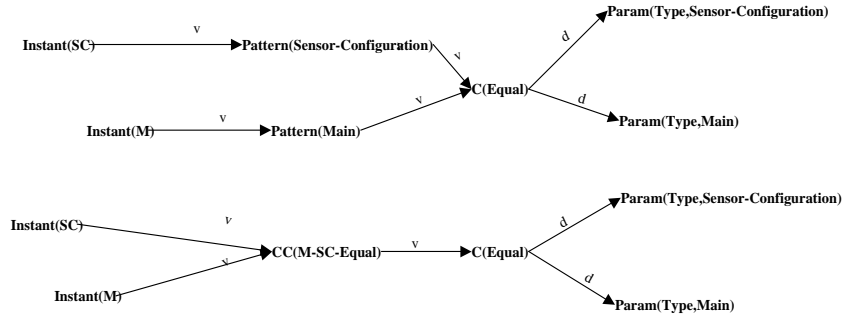 Param(Type,Sensor-Configuration)
v
d
Instant(SC)
Pattern(Sensor-Configuration)
v
C(Equal)
v
d
v
Instant(M)
Pattern(Main)
Param(Type,Main)
Param(Type,Sensor-Configuration)
v
d
Instant(SC)
v
CC(M-SC-Equal)
C(Equal)
v
d
Instant(M)
Param(Type,Main)